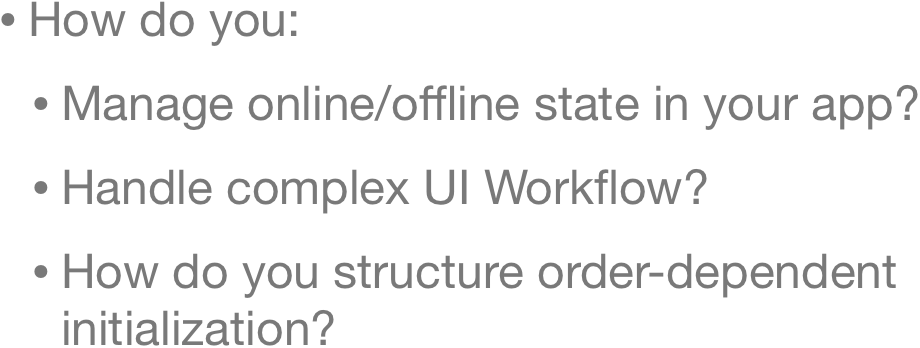 • How do you:
• Manage online/offline state in your app?
• Handle complex UI Workflow?
• How do you structure order-dependent
initialization?